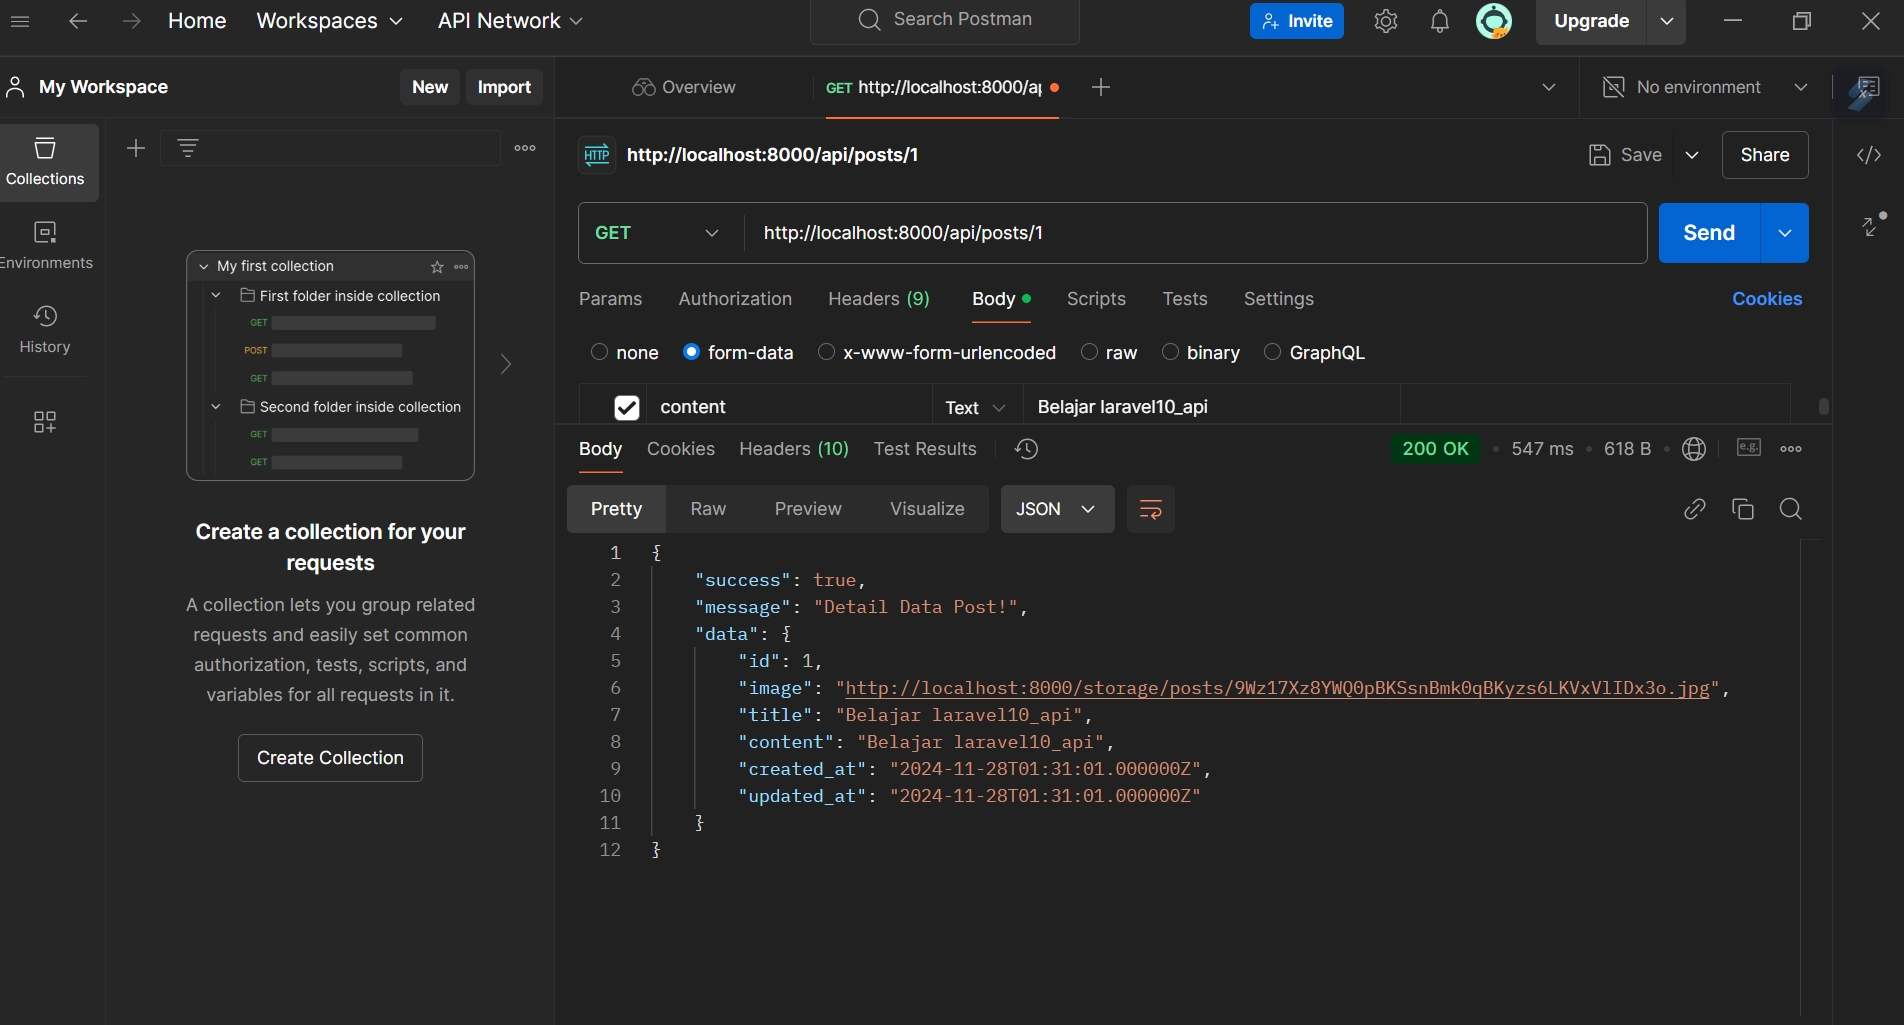 Home Workspaces API Network Search Postman Invite Upgrade
My Workspace New Import Overview GET http://localhost:8000/ap No environment
Collections
Environments
History
My first collection
First folder inside collection
GET
POST
GET
Second folder inside collection
GET
GET
Create a collection for your
requests
A collection lets you group related
requests and easily set common
authorization, tests, scripts, and
variables for all requests in it.
Create Collection
HTTP http://localhost:8000/api/posts/1 Save Share
GET http://localhost:8000/api/posts/1 Send
Params Authorization Headers (9) Body Scripts Tests Settings Cookies
none form-data x-www-form-urlencoded raw binary GraphQL
content Text Belajar laravel10_api
Body Cookies Headers (10) Test Results 200 OK 547 ms 618 B e.g.
Pretty Raw Preview Visualize JSON
1 {
2 "success": true,
3 "message": "Detail Data Post!",
4 "data": {
5 "id": 1,
6 "image": "http://localhost:8000/storage/posts/9Wz17Xz8YWQ0pBKSsnBmk0qBKyzs6LKVxVlIDx3o.jpg",
7 "title": "Belajar laravel10_api",
8 "content": "Belajar laravel10_api",
9 "created_at": "2024-11-28T01:31:01.000000Z",
10 "updated_at": "2024-11-28T01:31:01.000000Z"
11 }
12 }